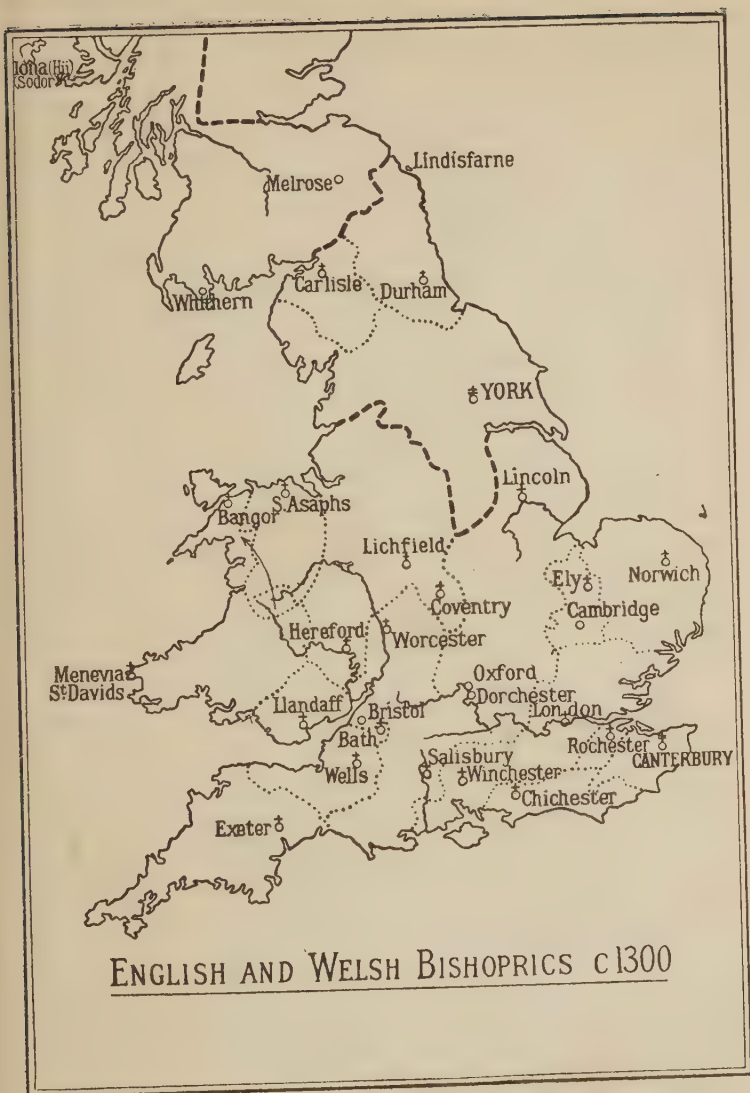 Iona (Hii)
(Sodor)
Lindisfarne
Melrose
Carlisle
Durham
Whithern
YORK
Lincoln
S. Asaphs
Bangor
Lichfield
Ely
Norwich
Coventry
Cambridge
Hereford
Worcester
Menevia
St Davids
Oxford
Dorchester
Llandaff
Bristol
London
Bath
Rochester
CANTERBURY
Wells
Salisbury
Winchester
Chichester
Exeter
ENGLISH AND WELSH BISHOPRICS C 1300